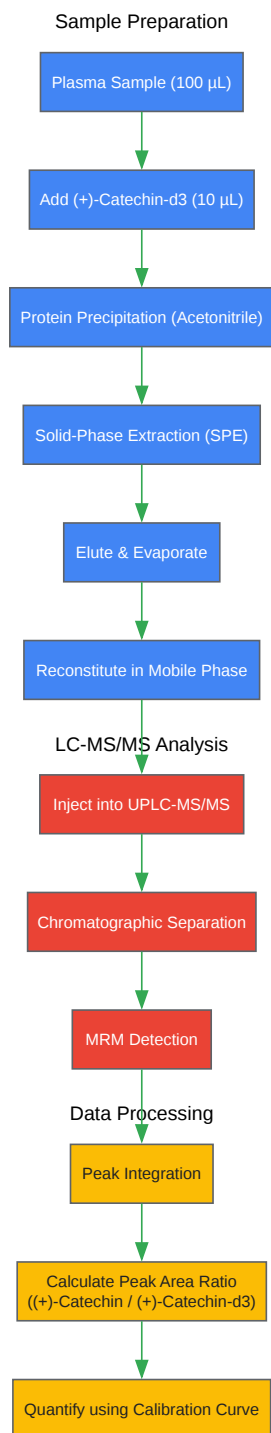 Sample Preparation
Plasma Sample (100 µL)
Add (+)-Catechin-d3 (10 µL)
Protein Precipitation (Acetonitrile)
Solid-Phase Extraction (SPE)
Elute & Evaporate
Reconstitute in Mobile Phase
LC-MS/MS Analysis
Inject into UPLC-MS/MS
Chromatographic Separation
MRM Detection
Data Processing
Peak Integration
Calculate Peak Area Ratio
((+)-Catechin / (+)-Catechin-d3)
Quantify using Calibration Curve